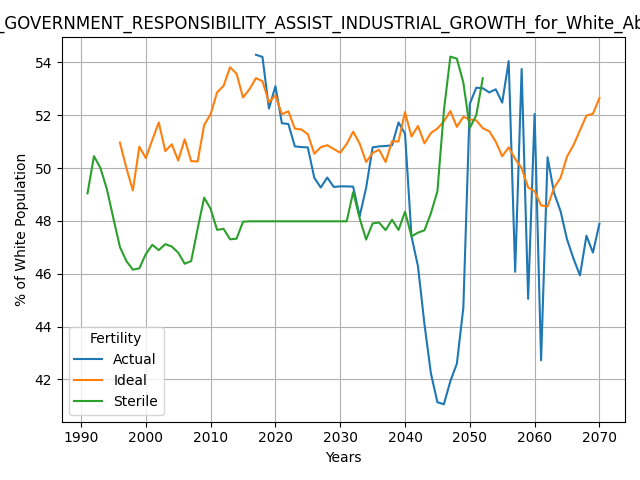 _GOVERNMENT_RESPONSIBILITY_ASSIST_INDUSTRIAL_GROWTH_for_White_Ab
% of White Population
54
52
50
48
46
44
42
Fertility
Actual
Ideal
Sterile
1990 2000 2010 2020 2030 2040 2050 2060 2070
Years